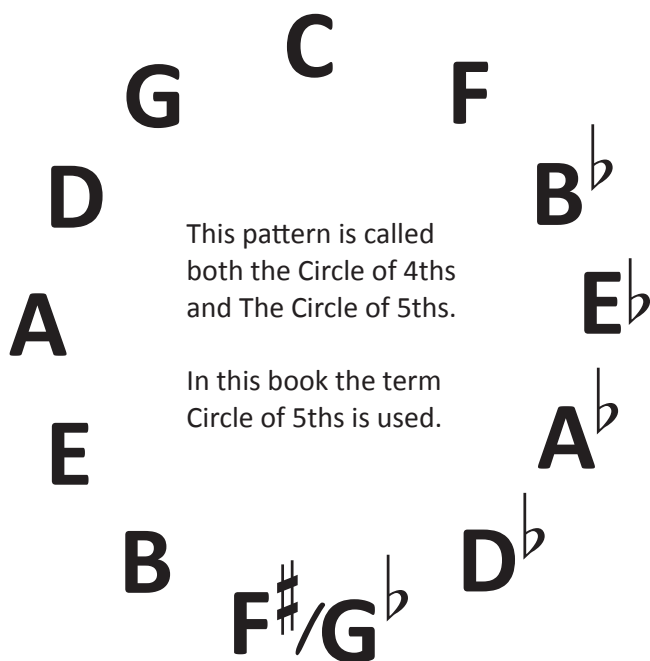 C
F
B♭
E♭
A♭
D♭
F♯/G♭
B
E
A
D
G
This pattern is called
both the Circle of 4ths
and The Circle of 5ths.
In this book the term
Circle of 5ths is used.